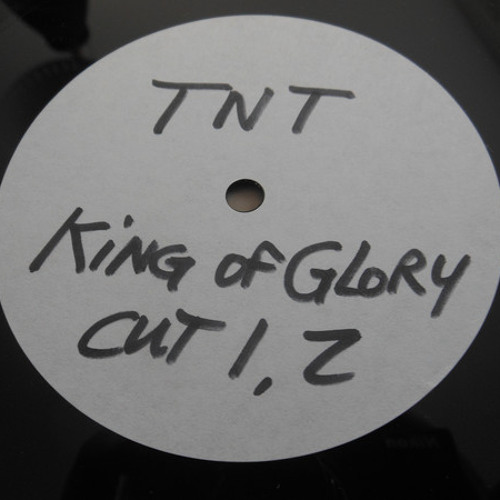 TNT
KiNG OF GLORY
CUT 1, 2